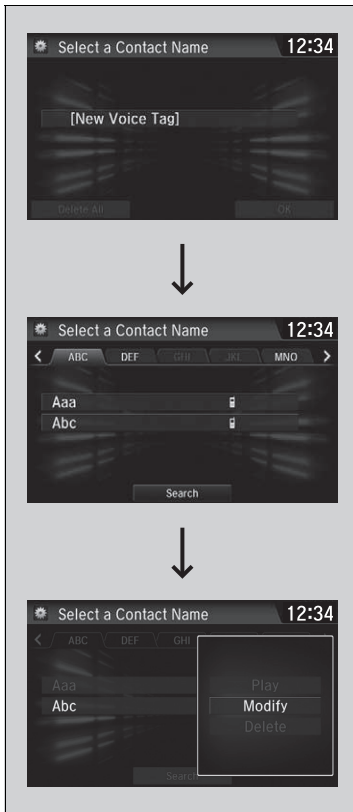 Select a Contact Name 12:34
[New Voice Tag]
Delete All OK
Select a Contact Name 12:34
ABC DEF GHI JKL MNO
Aaa
Abc
Search
Select a Contact Name 12:34
ABC DEF GHI
Aaa Play
Abc Modify
Delete
Search